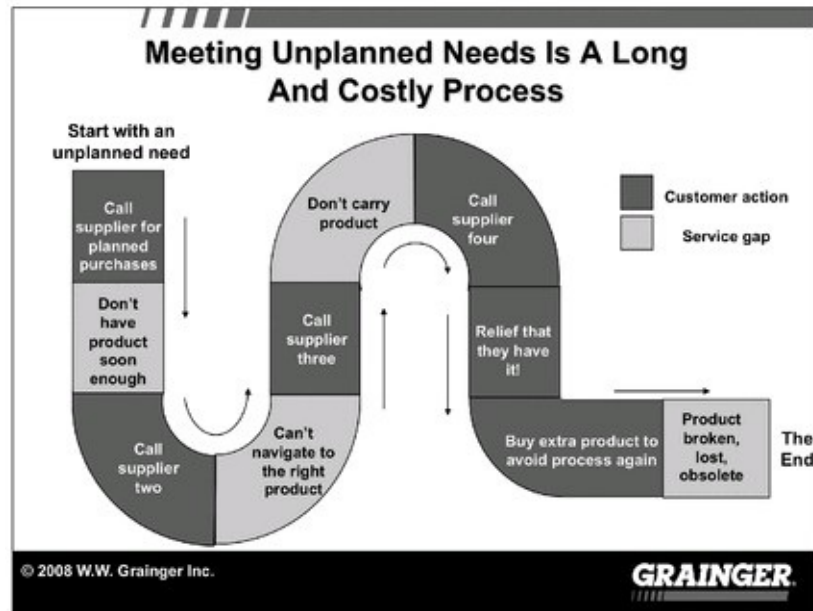 Meeting Unplanned Needs Is A Long
And Costly Process
Start with an
unplanned need
Call
supplier for
planned
purchases
Don't
have
product
soon
enough
Call
supplier
two
Can't
navigate to
the right
product
Call
supplier
three
Don't carry
product
Call
supplier
four
Relief that
they have
it!
Buy extra product to
avoid process again
Product
broken,
lost,
obsolete
The
End
Customer action
Service gap
© 2008 W.W. Grainger Inc.
GRAINGER